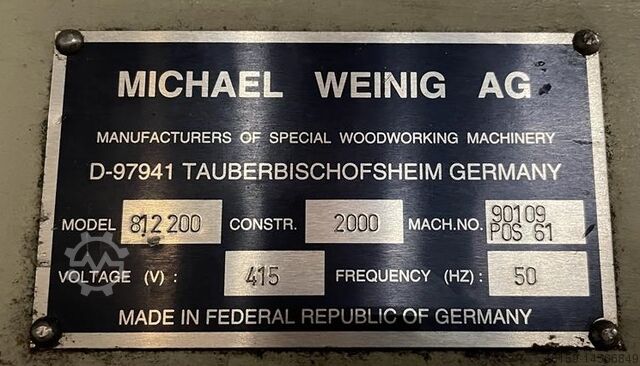 MICHAEL WEINIG AG
MANUFACTURERS OF SPECIAL WOODWORKING MACHINERY
D-97941 TAUBERBISCHOFSHEIM GERMANY
MODEL 812 200 CONSTR. 2000 MACH.NO. 90109
POS 61
VOLTAGE (V) : 415 FREQUENCY (HZ) : 50
MADE IN FEDERAL REPUBLIC OF GERMANY